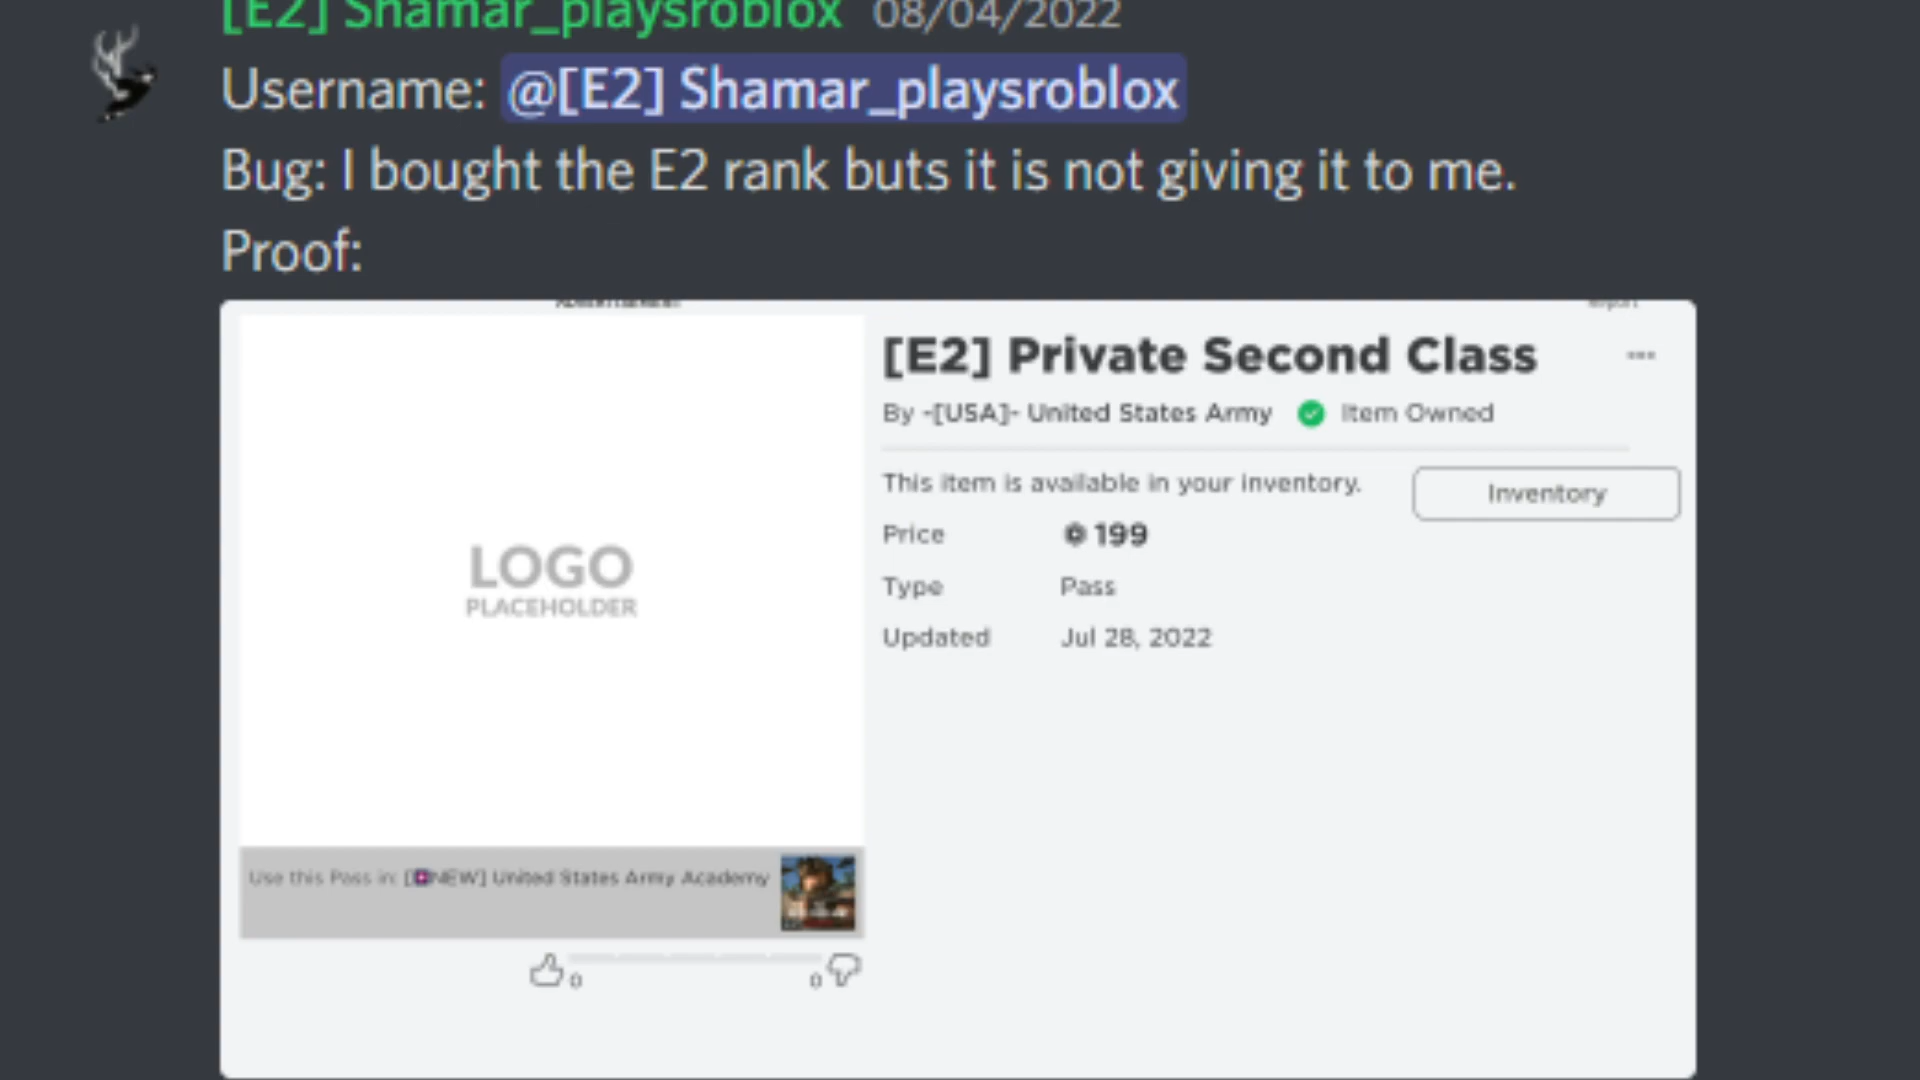 [E2] Shamar_playsroblox 08/04/2022
Username: @[E2] Shamar_playsroblox
Bug: I bought the E2 rank buts it is not giving it to me.
Proof:
[E2] Private Second Class
By -[USA]- United States Army Item Owned
This item is available in your inventory.
Inventory
Price 199
Type Pass
Updated Jul 28, 2022
LOGO
PLACEHOLDER
Use this Pass in: [NEW] United States Army Academy
0 0